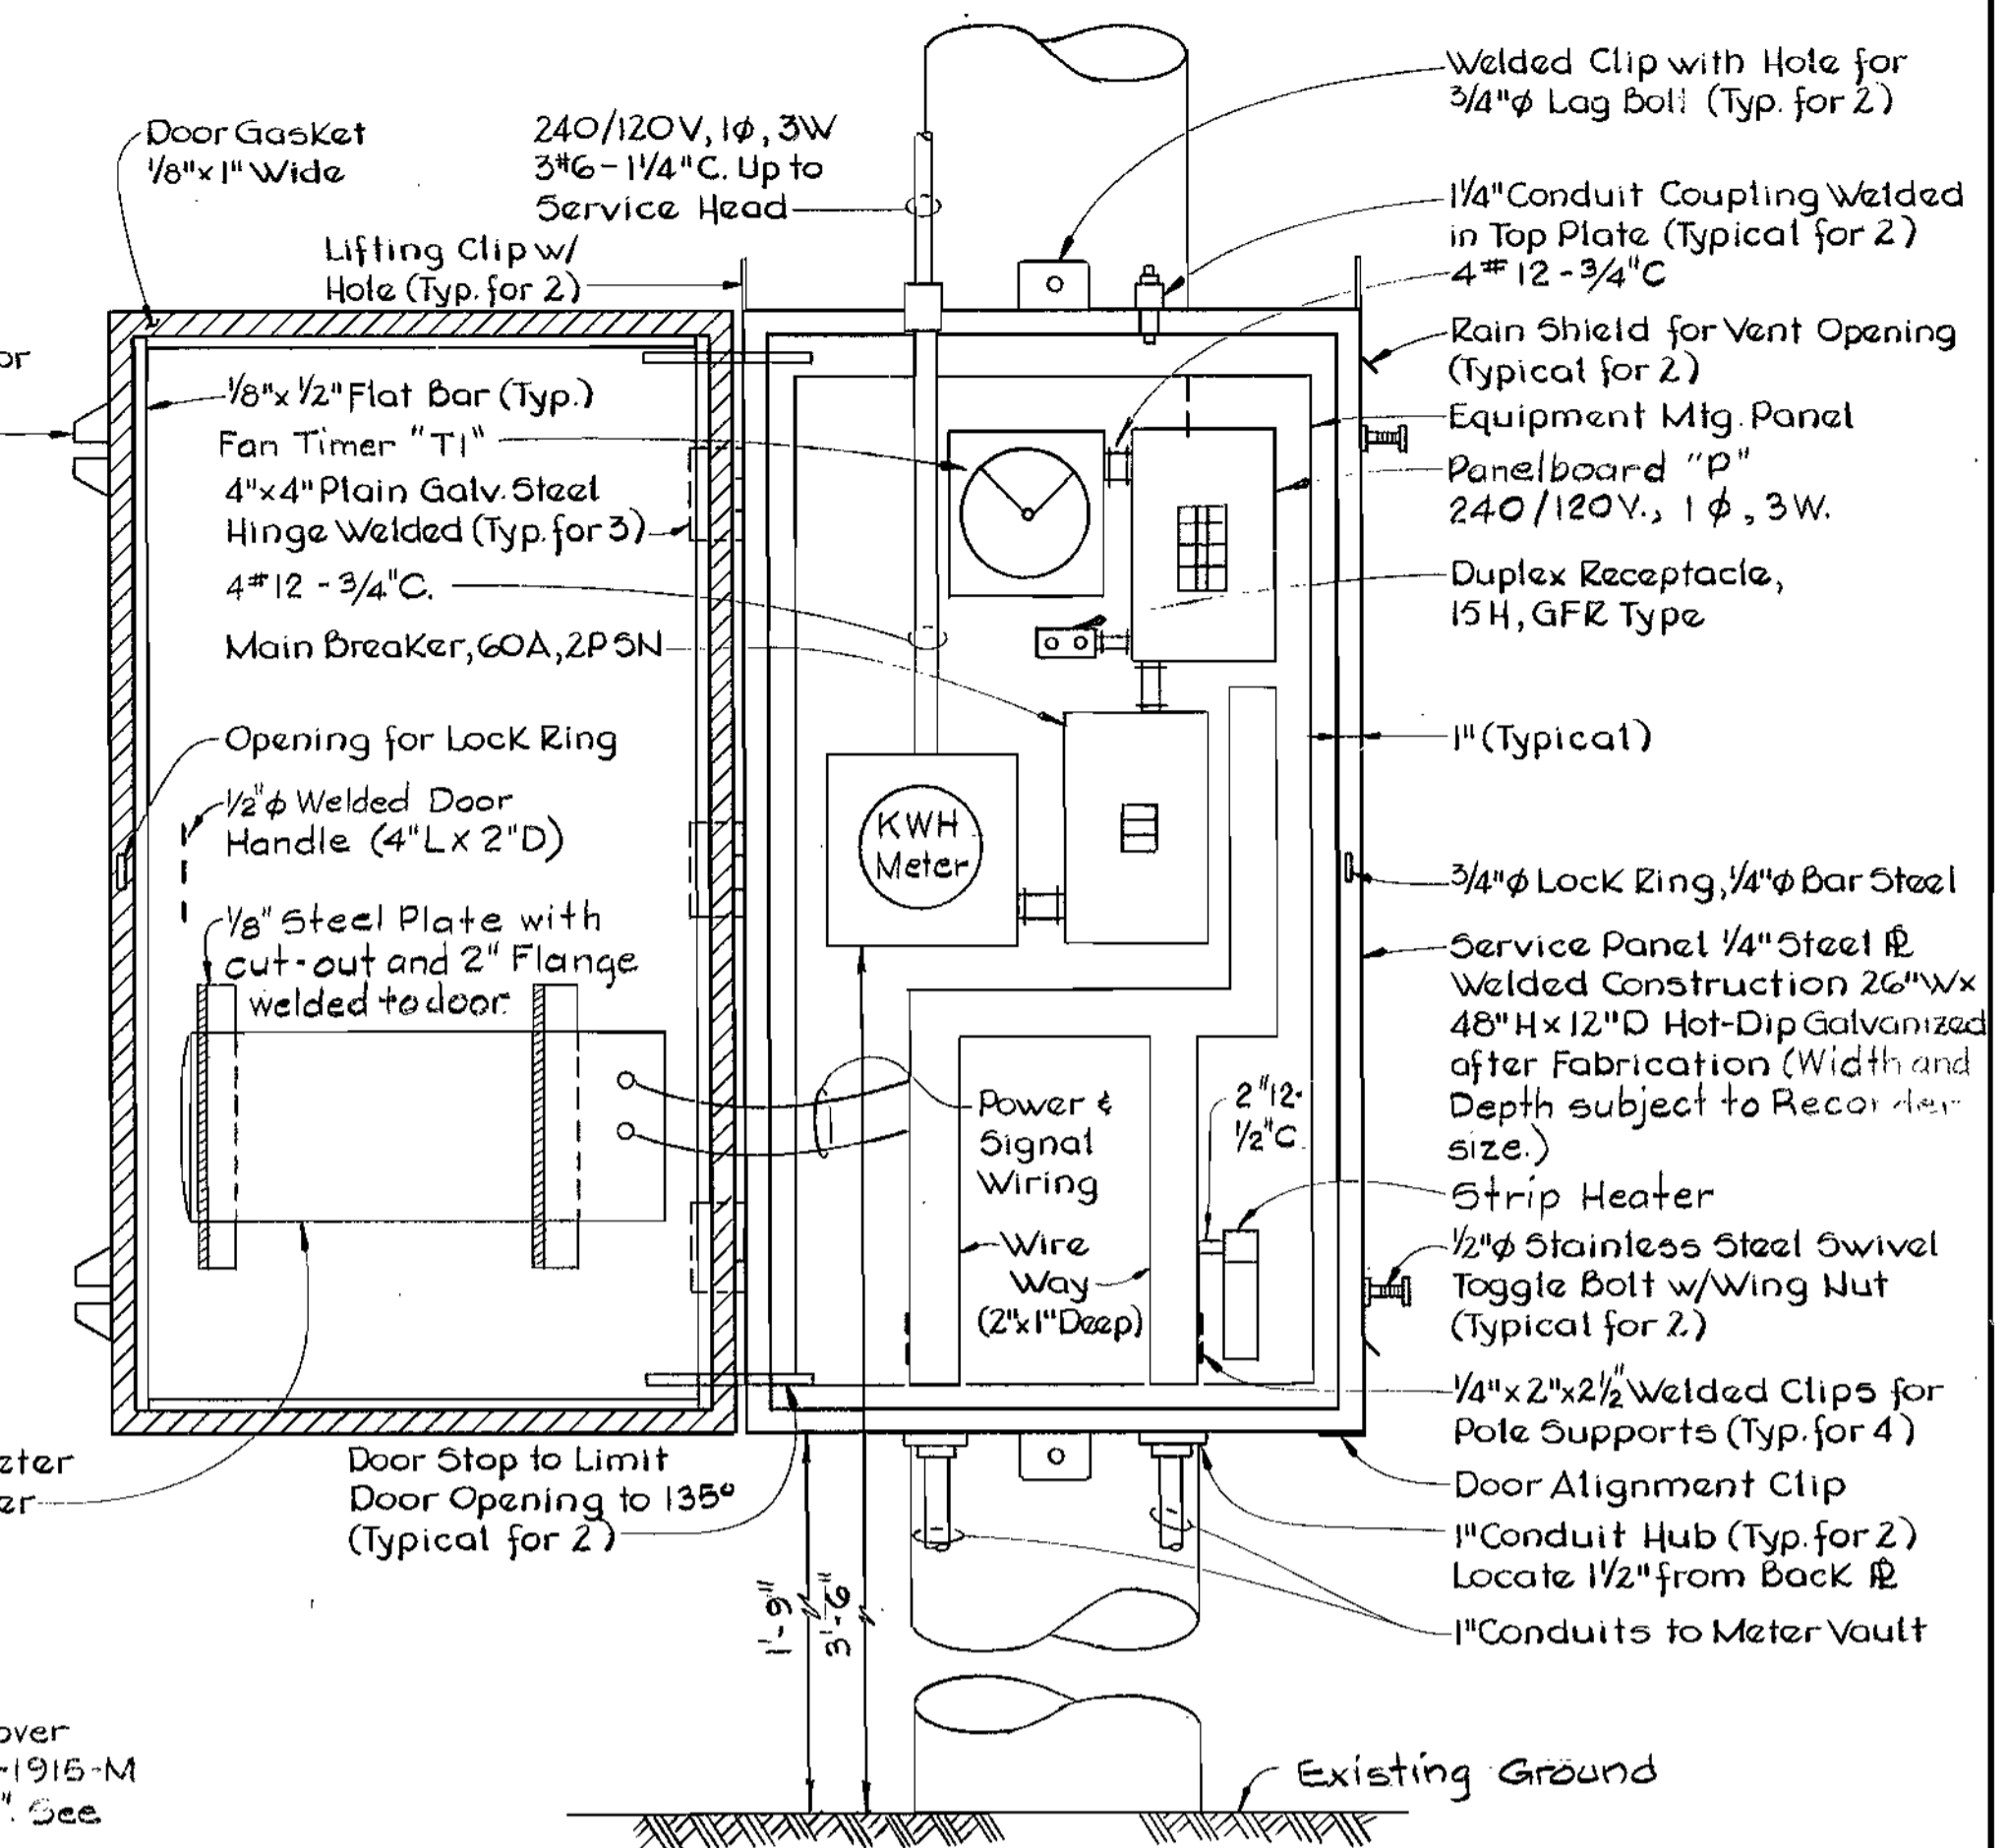 Welded Clip with Hole for
3/4"ϕ Lag Bolt (Typ. for 2)
Door Gasket
1/8"x 1" Wide
240/120V, 1ϕ, 3W
3#6 - 1 1/4"C. Up to
Service Head
Lifting Clip w/
Hole (Typ. for 2)
1 1/4" Conduit Coupling Welded
in Top Plate (Typical for 2)
4# 12 - 3/4"C
Rain Shield for Vent Opening
(Typical for 2)
or
1/8"x 1/2" Flat Bar (Typ.)
Fan Timer "T1"
4"x4" Plain Galv. Steel
Hinge Welded (Typ. for 3)
4#12 - 3/4"C.
Main Breaker, 60A, 2P SN
Equipment Mtg. Panel
Panelboard "P"
240/120V., 1 ϕ, 3W.
Duplex Receptacle,
15H, GFR Type
1" (Typical)
Opening for Lock Ring
1/2"ϕ Welded Door
Handle (4"L x 2"D)
1/8" Steel Plate with
cut-out and 2" Flange
welded to door.
KWH
Meter
3/4"ϕ Lock Ring, 1/4"ϕ Bar Steel
Service Panel 1/4" Steel ℄
Welded Construction 26"W x
48"H x 12"D Hot-Dip Galvanized
after Fabrication (Width and
Depth subject to Recorder
size.)
Power &
Signal
Wiring
2#12-
1/2"C.
Wire
Way
(2"x1" Deep)
Strip Heater
1/2"ϕ Stainless Steel Swivel
Toggle Bolt w/Wing Nut
(Typical for 2)
1/4"x 2"x 2 1/2" Welded Clips for
Pole Supports (Typ. for 4)
Door Alignment Clip
1" Conduit Hub (Typ. for 2)
Locate 1 1/2" from Back ℄
1" Conduits to Meter Vault
eter
er
Door Stop to Limit
Door Opening to 135°
(Typical for 2)
1'-9"
3'-6"
over
-1915-M
". See
Existing Ground